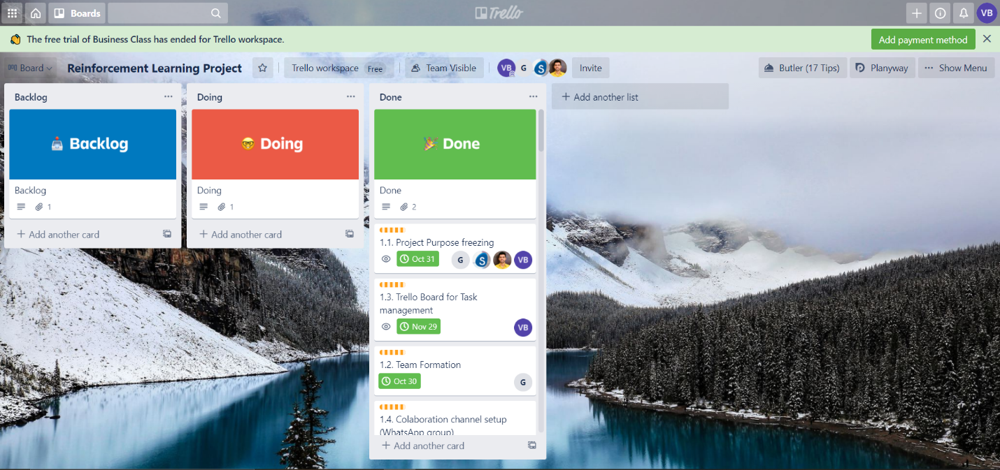 Boards
Trello
VB
The free trial of Business Class has ended for Trello workspace.
Add payment method
Board
Reinforcement Learning Project
Trello workspace Free
Team Visible
VB G S
Invite
Butler (17 Tips)
Planyway
Show Menu
Backlog
Backlog
Backlog
1
+ Add another card
Doing
Doing
Doing
1
+ Add another card
Done
Done
Done
2
1.1. Project Purpose freezing
Oct 31
G S VB
1.3. Trello Board for Task
management
Nov 29
VB
1.2. Team Formation
Oct 30
G
1.4. Colaboration channel setup
(WhatsApp group)
+ Add another card
+ Add another list